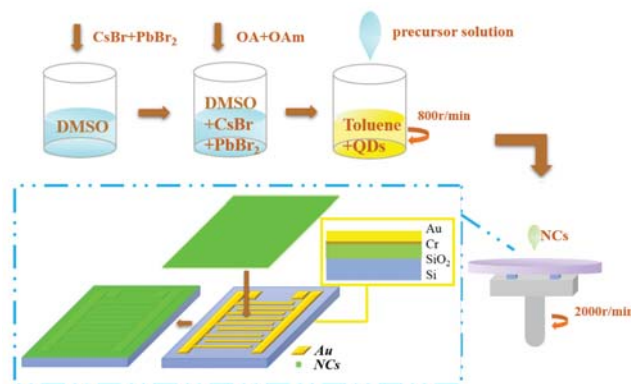 CsBr+PbBr₂
OA+OAm
precursor solution
DMSO
DMSO
+CsBr
+PbBr₂
Toluene
+QDs
800r/min
Au
Cr
SiO₂
Si
NCs
2000r/min
Au
NCs